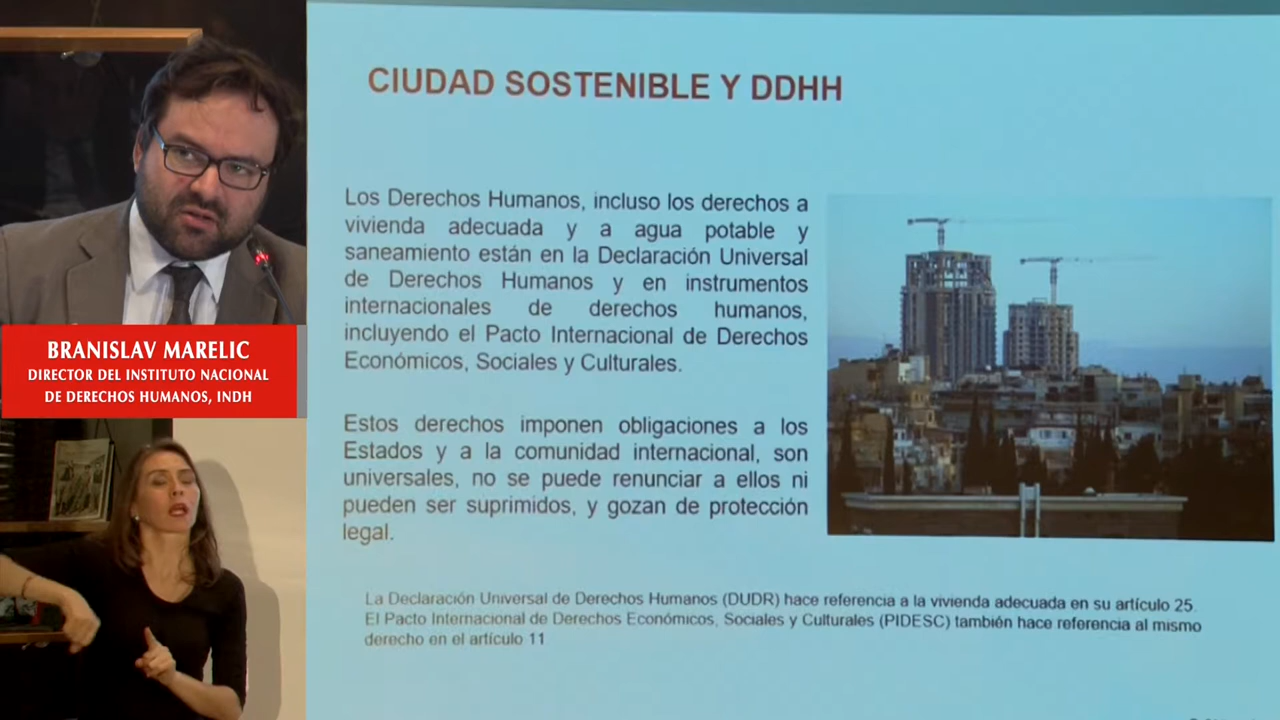 CIUDAD SOSTENIBLE Y DDHH
Los Derechos Humanos, incluso los derechos a
vivienda adecuada y a agua potable y
saneamiento están en la Declaración Universal
de Derechos Humanos y en instrumentos
internacionales de derechos humanos,
incluyendo el Pacto Internacional de Derechos
Económicos, Sociales y Culturales.
Estos derechos imponen obligaciones a los
Estados y a la comunidad internacional, son
universales, no se puede renunciar a ellos ni
pueden ser suprimidos, y gozan de protección
legal.
La Declaración Universal de Derechos Humanos (DUDR) hace referencia a la vivienda adecuada en su artículo 25.
El Pacto Internacional de Derechos Económicos, Sociales y Culturales (PIDESC) también hace referencia al mismo
derecho en el artículo 11
BRANISLAV MARELIC
DIRECTOR DEL INSTITUTO NACIONAL
DE DERECHOS HUMANOS, INDH